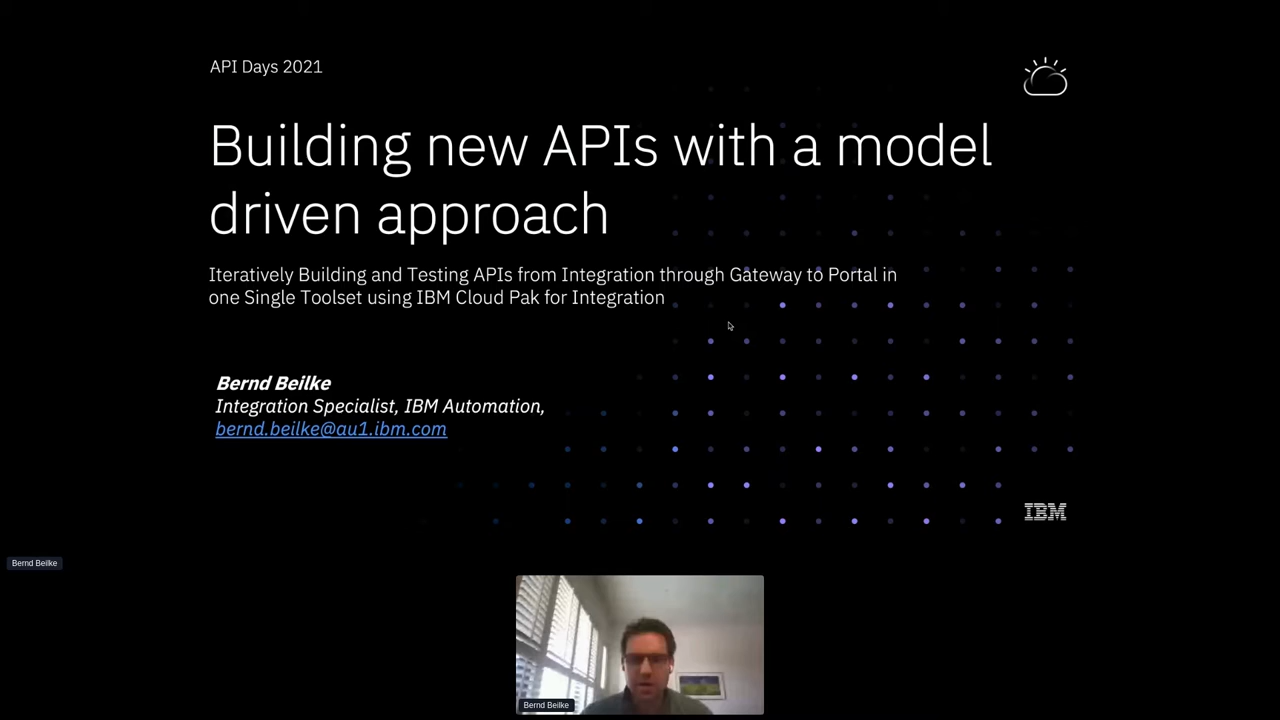 API Days 2021
Building new APIs with a model
driven approach
Iteratively Building and Testing APIs from Integration through Gateway to Portal in
one Single Toolset using IBM Cloud Pak for Integration
Bernd Beilke
Integration Specialist, IBM Automation,
bernd.beilke@au1.ibm.com
IBM
Bernd Beilke
Bernd Beilke